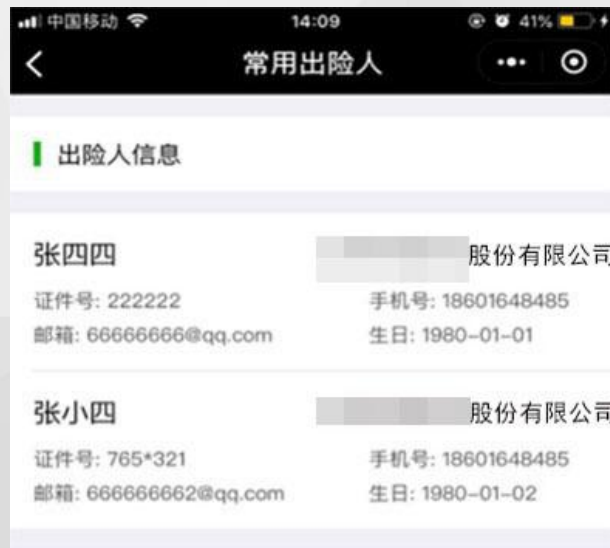 中国移动 14:09 41%
常用出险人
出险人信息
张四四 股份有限公司
证件号: 222222 手机号: 18601648485
邮箱: 66666666@qq.com 生日: 1980-01-01
张小四 股份有限公司
证件号: 765*321 手机号: 18601648485
邮箱: 666666662@qq.com 生日: 1980-01-02